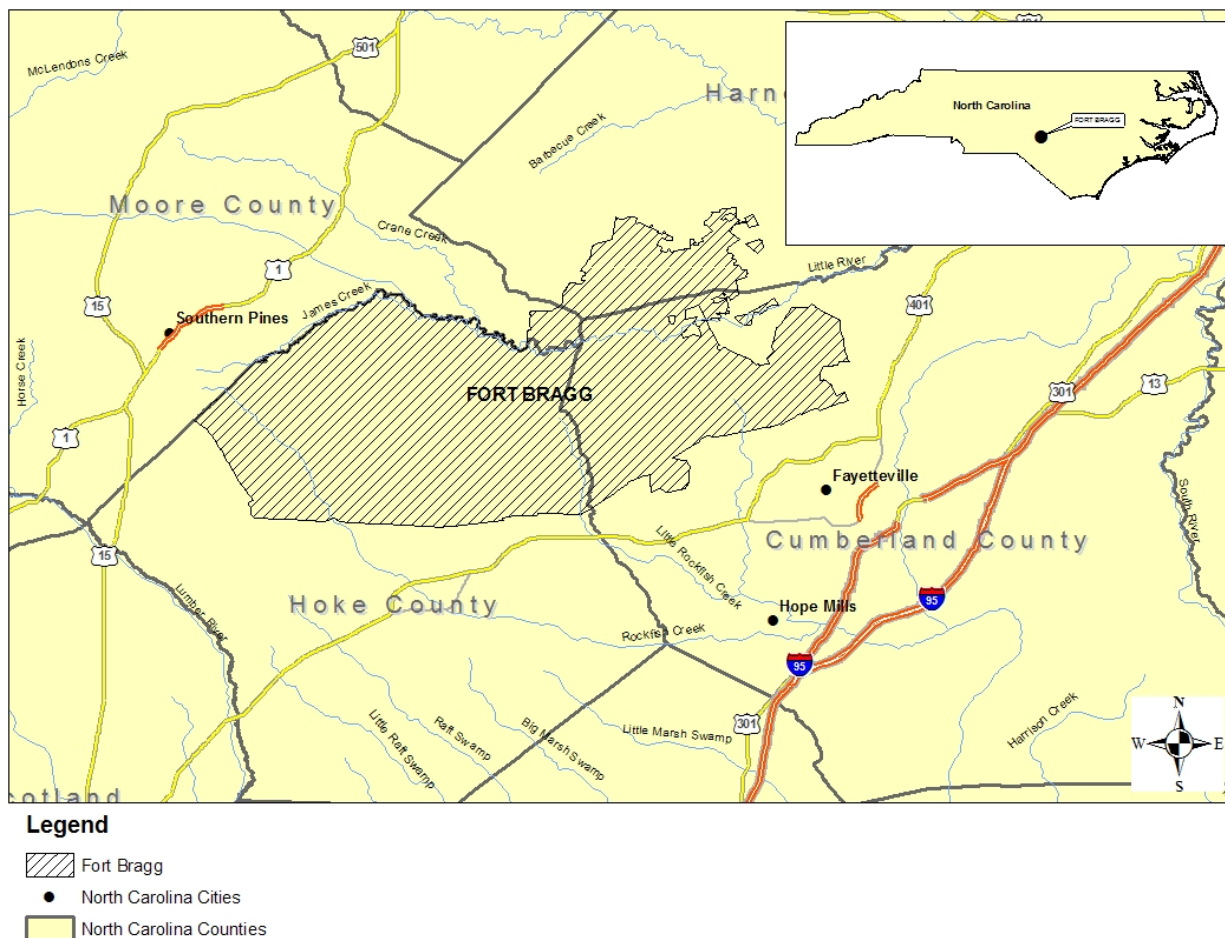 McLendons Creek
501
Harn
Barbecue Creek
Moore County
Crane Creek
1
James Creek
15
Southern Pines
Horse Creek
1
15
Little River
401
FORT BRAGG
301
13
Fayetteville
South River
Cumberland County
Little Rockfish Creek
Hoke County
Hope Mills
95
Lumber River
Rockfish Creek
95
301
Little Marsh Swamp
Harrison Creek
Big Marsh Swamp
Raft Swamp
Little Raft Swamp
cotland
North Carolina
FORT BRAGG
N
W
E
S
Legend
Fort Bragg
North Carolina Cities
North Carolina Counties